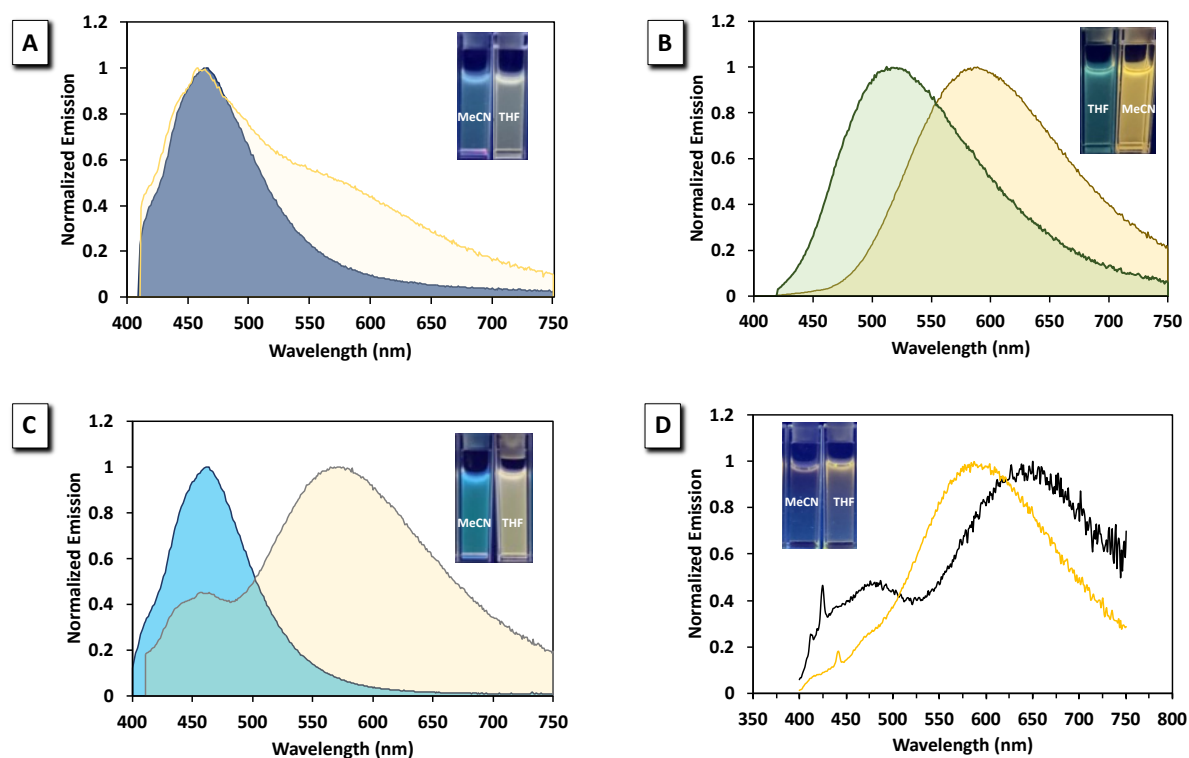 A
1.2
1
0.8
0.6
0.4
0.2
0
Normalized Emission
400 450 500 550 600 650 700 750
Wavelength (nm)
MeCN THF
B
1.2
1
0.8
0.6
0.4
0.2
0
Normalized Emission
400 450 500 550 600 650 700 750
Wavelength (nm)
THF MeCN
C
1.2
1
0.8
0.6
0.4
0.2
0
Normalized Emission
400 450 500 550 600 650 700 750
Wavelength (nm)
MeCN THF
D
1.2
1
0.8
0.6
0.4
0.2
0
Normalized Emission
350 400 450 500 550 600 650 700 750 800
Wavelength (nm)
MeCN THF